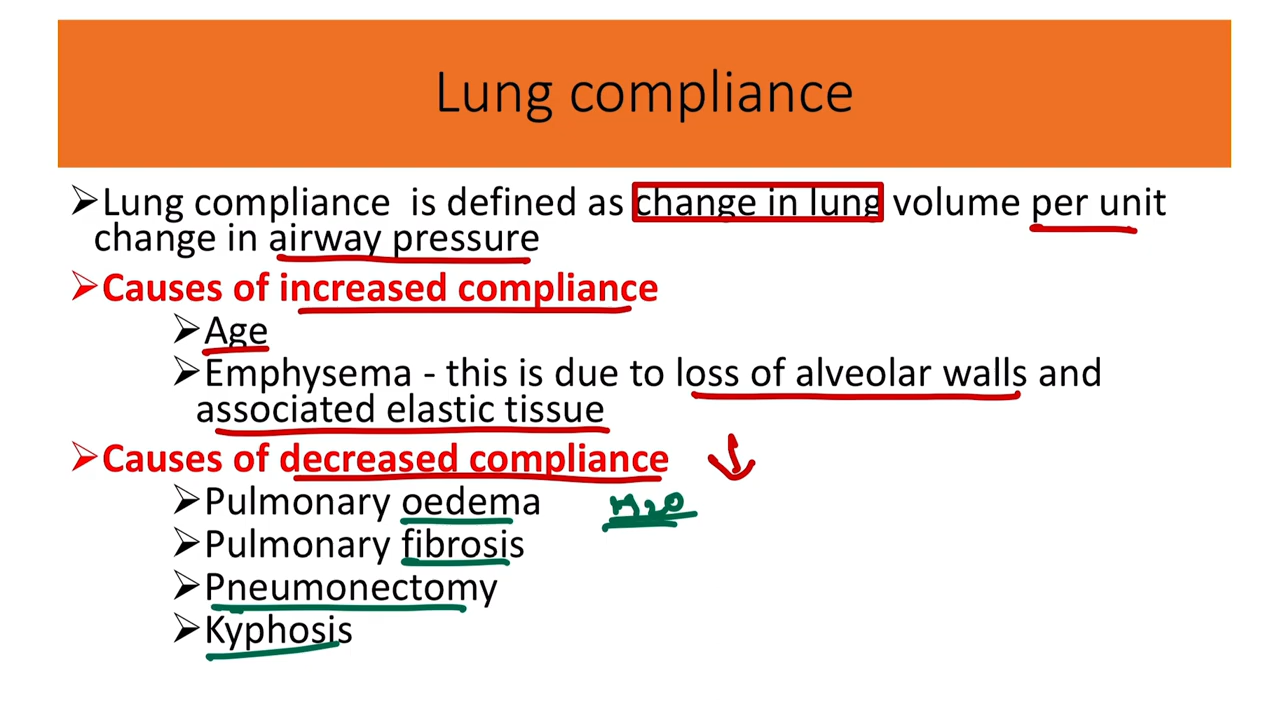 Lung compliance
➢Lung compliance is defined as change in lung volume per unit
change in airway pressure
➢Causes of increased compliance
➢Age
➢Emphysema - this is due to loss of alveolar walls and
associated elastic tissue
➢Causes of decreased compliance
➢Pulmonary oedema H2O
➢Pulmonary fibrosis
➢Pneumonectomy
➢Kyphosis